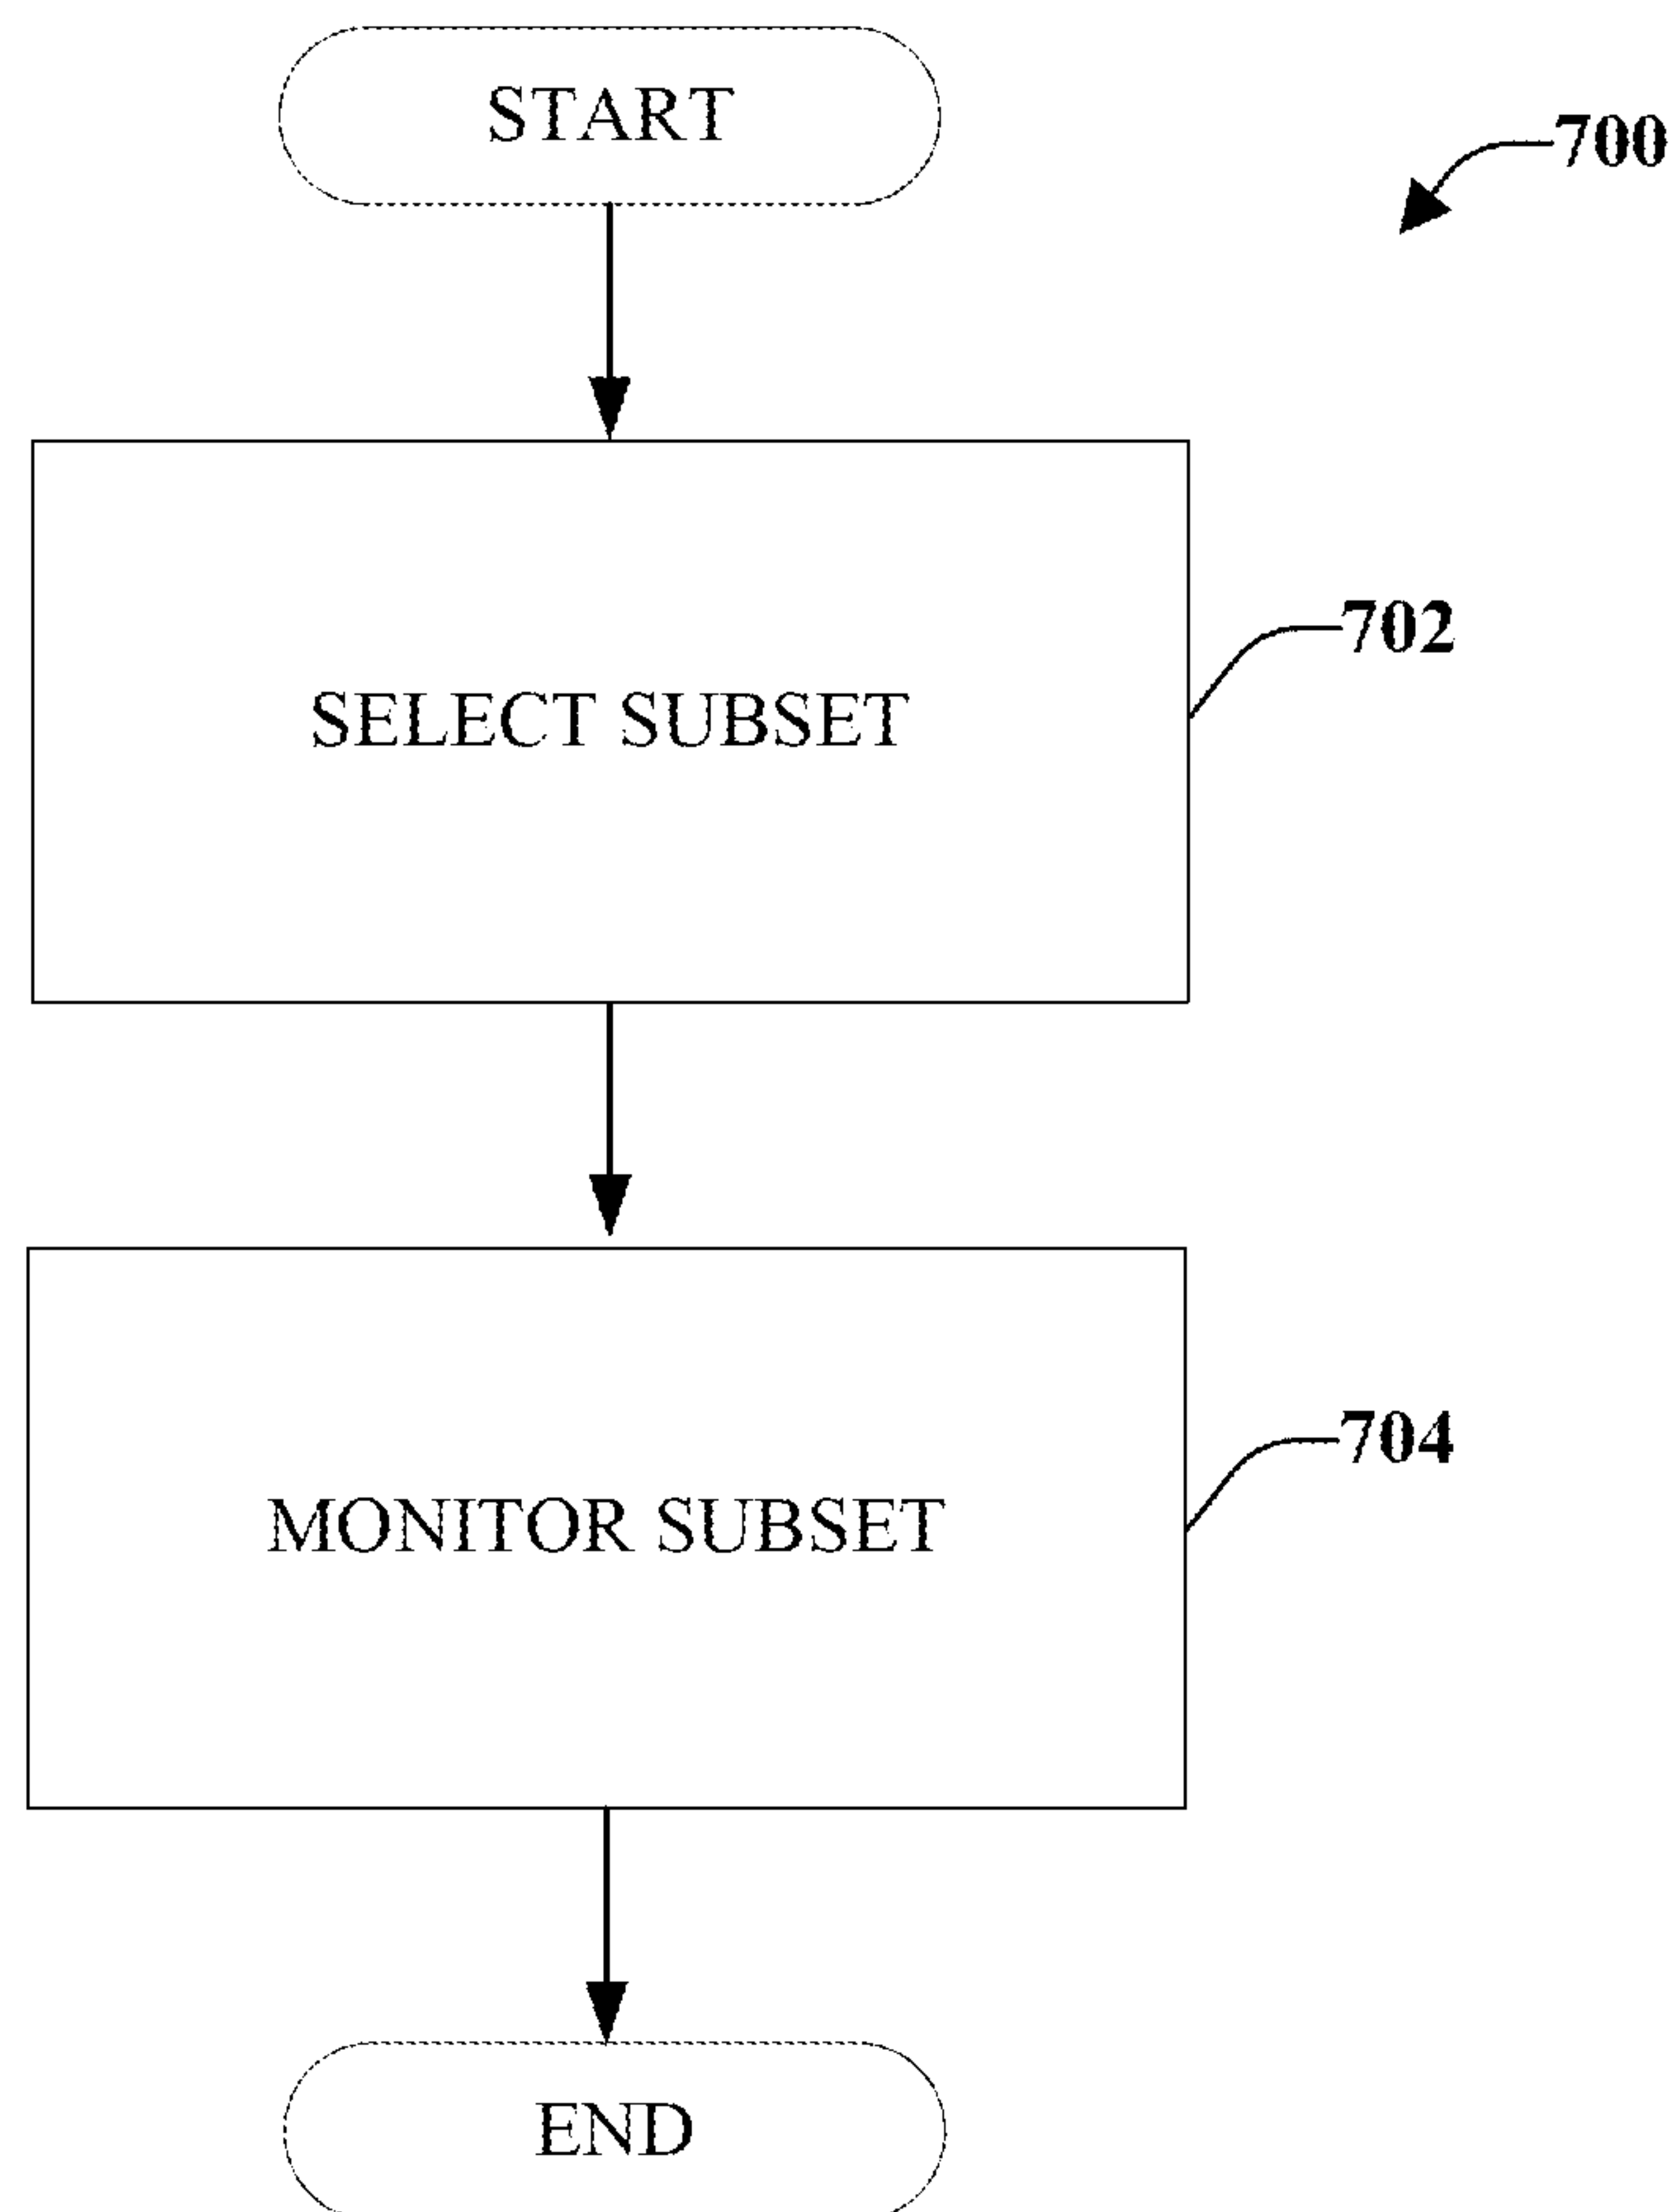 START
700
702
SELECT SUBSET
704
MONITOR SUBSET
END